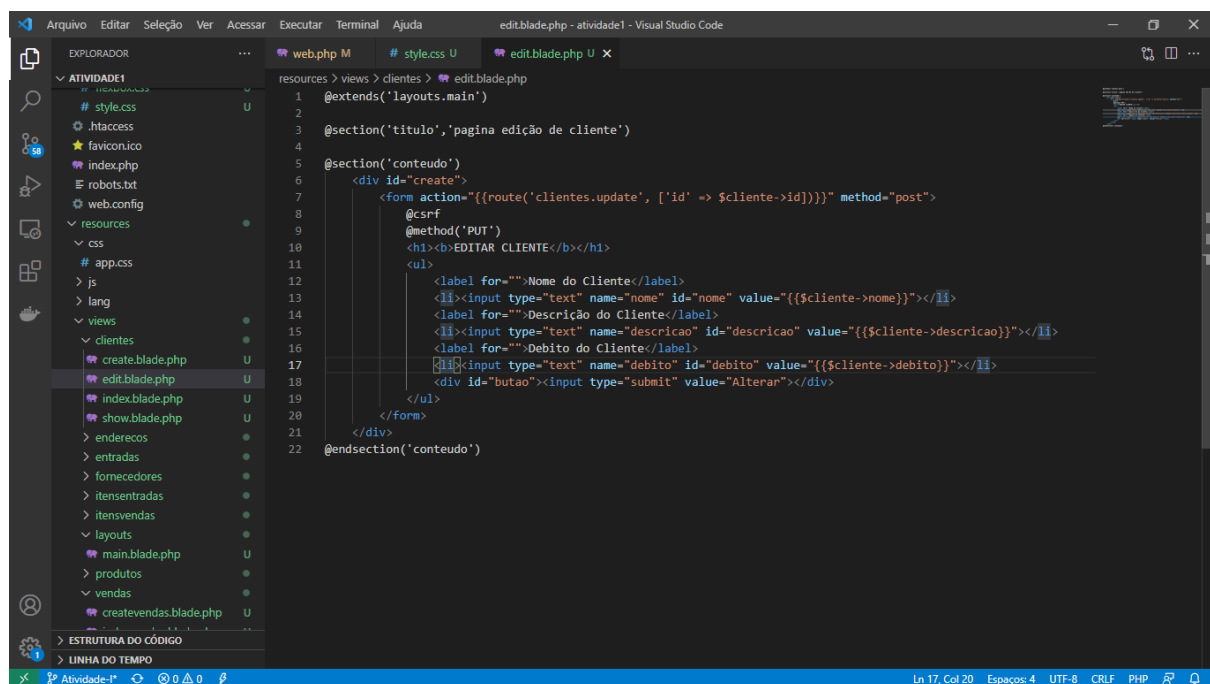 Arquivo Editar Seleção Ver Acessar Executar Terminal Ajuda edit.blade.php - atividade1 - Visual Studio Code
EXPLORADOR
ATIVIDADE1
# style.css U
.htaccess
favicon.ico
index.php
robots.txt
web.config
resources
css
# app.css
js
lang
views
clientes
create.blade.php U
edit.blade.php U
index.blade.php U
show.blade.php U
enderecos
entradas
fornecedores
itensentradas
itensvendas
layouts
main.blade.php U
produtos
vendas
createvendas.blade.php U
ESTRUTURA DO CÓDIGO
LINHA DO TEMPO
58
1
web.php M # style.css U edit.blade.php U
resources > views > clientes > edit.blade.php
1 @extends('layouts.main')
2
3 @section('titulo','pagina edição de cliente')
4
5 @section('conteudo')
6 <div id="create">
7 <form action="{{route('clientes.update', ['id' => $cliente->id])}}" method="post">
8 @csrf
9 @method('PUT')
10 <h1><b>EDITAR CLIENTE</b></h1>
11 <ul>
12 <label for="">Nome do Cliente</label>
13 <li><input type="text" name="nome" id="nome" value="{{$cliente->nome}}"></li>
14 <label for="">Descrição do Cliente</label>
15 <li><input type="text" name="descricao" id="descricao" value="{{$cliente->descricao}}"></li>
16 <label for="">Debito do Cliente</label>
17 <li><input type="text" name="debito" id="debito" value="{{$cliente->debito}}"></li>
18 <div id="butao"><input type="submit" value="Alterar"></div>
19 </ul>
20 </form>
21 </div>
22 @endsection('conteudo')
Atividade-I* 0 0 Ln 17, Col 20 Espaços: 4 UTF-8 CRLF PHP